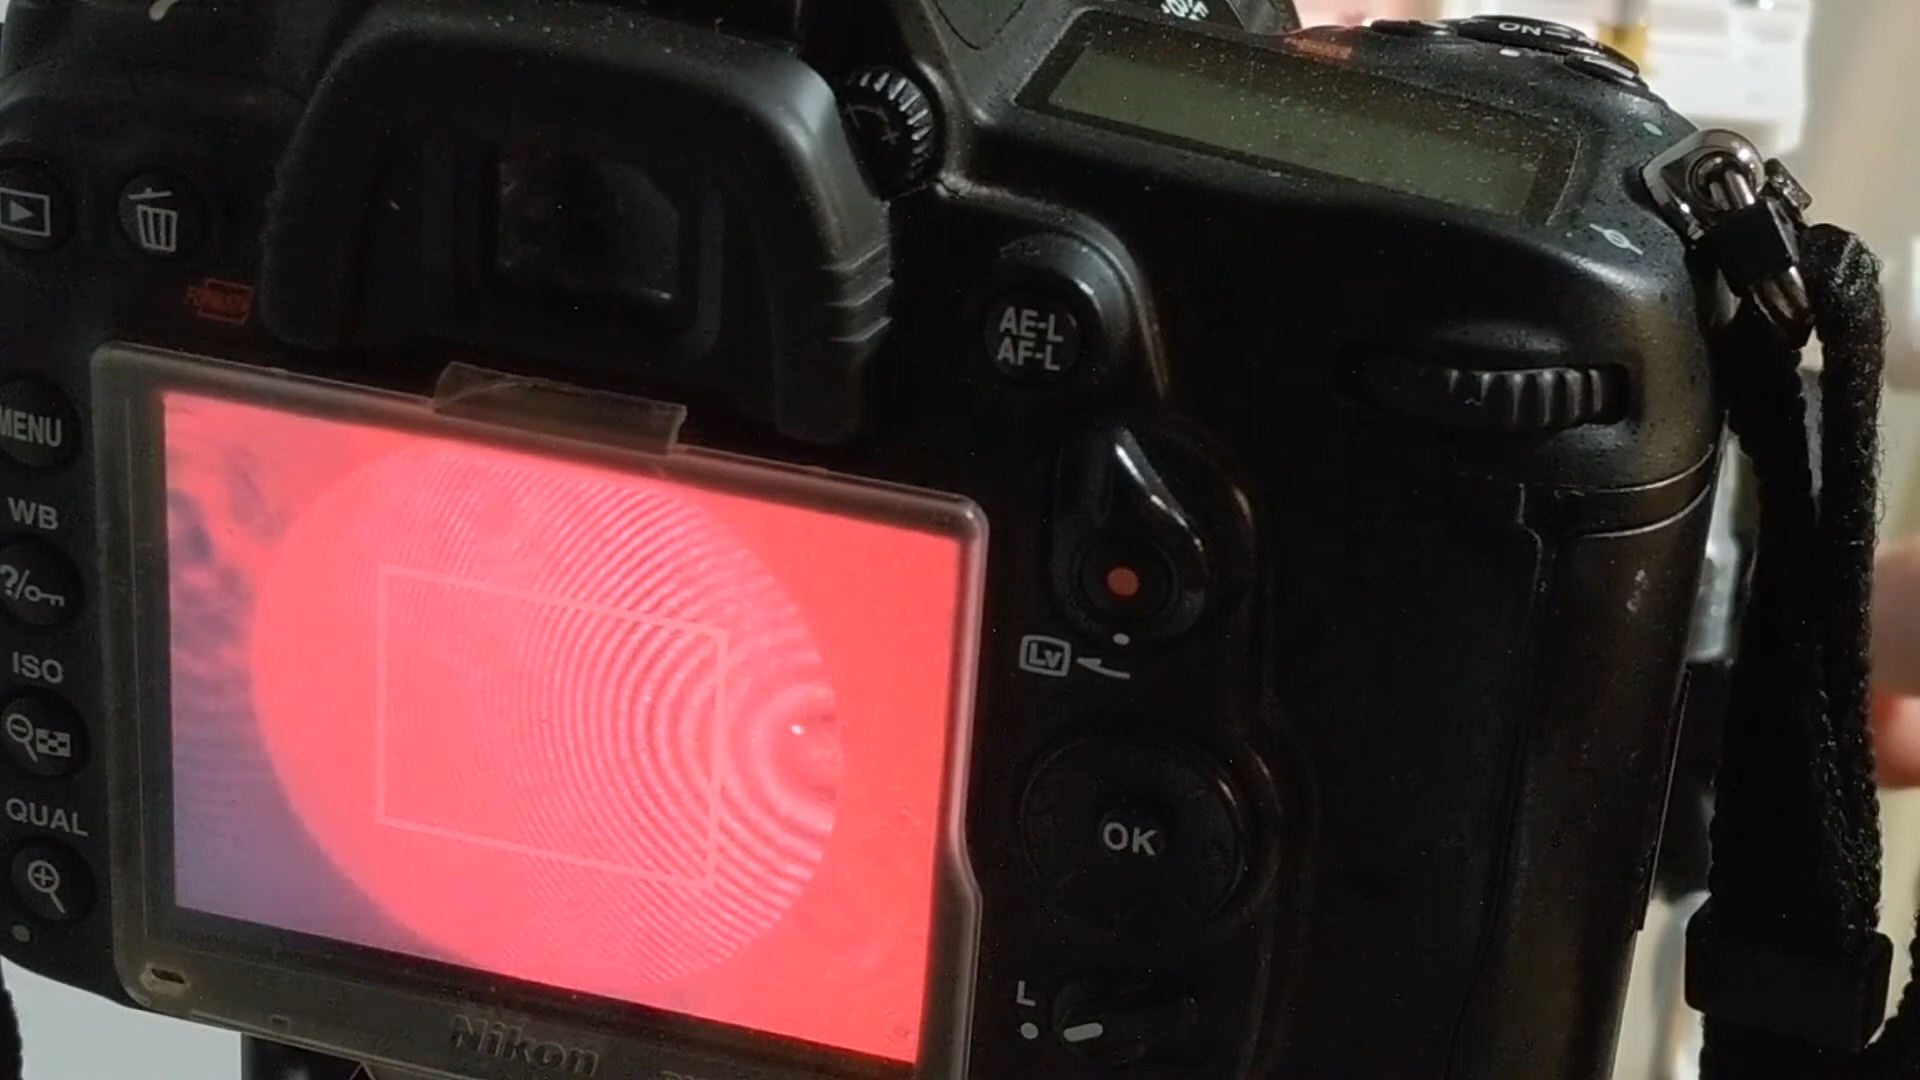 ON
AE-L
AF-L
MENU
WB
?/
ISO
Lv
QUAL
OK
L
Nikon